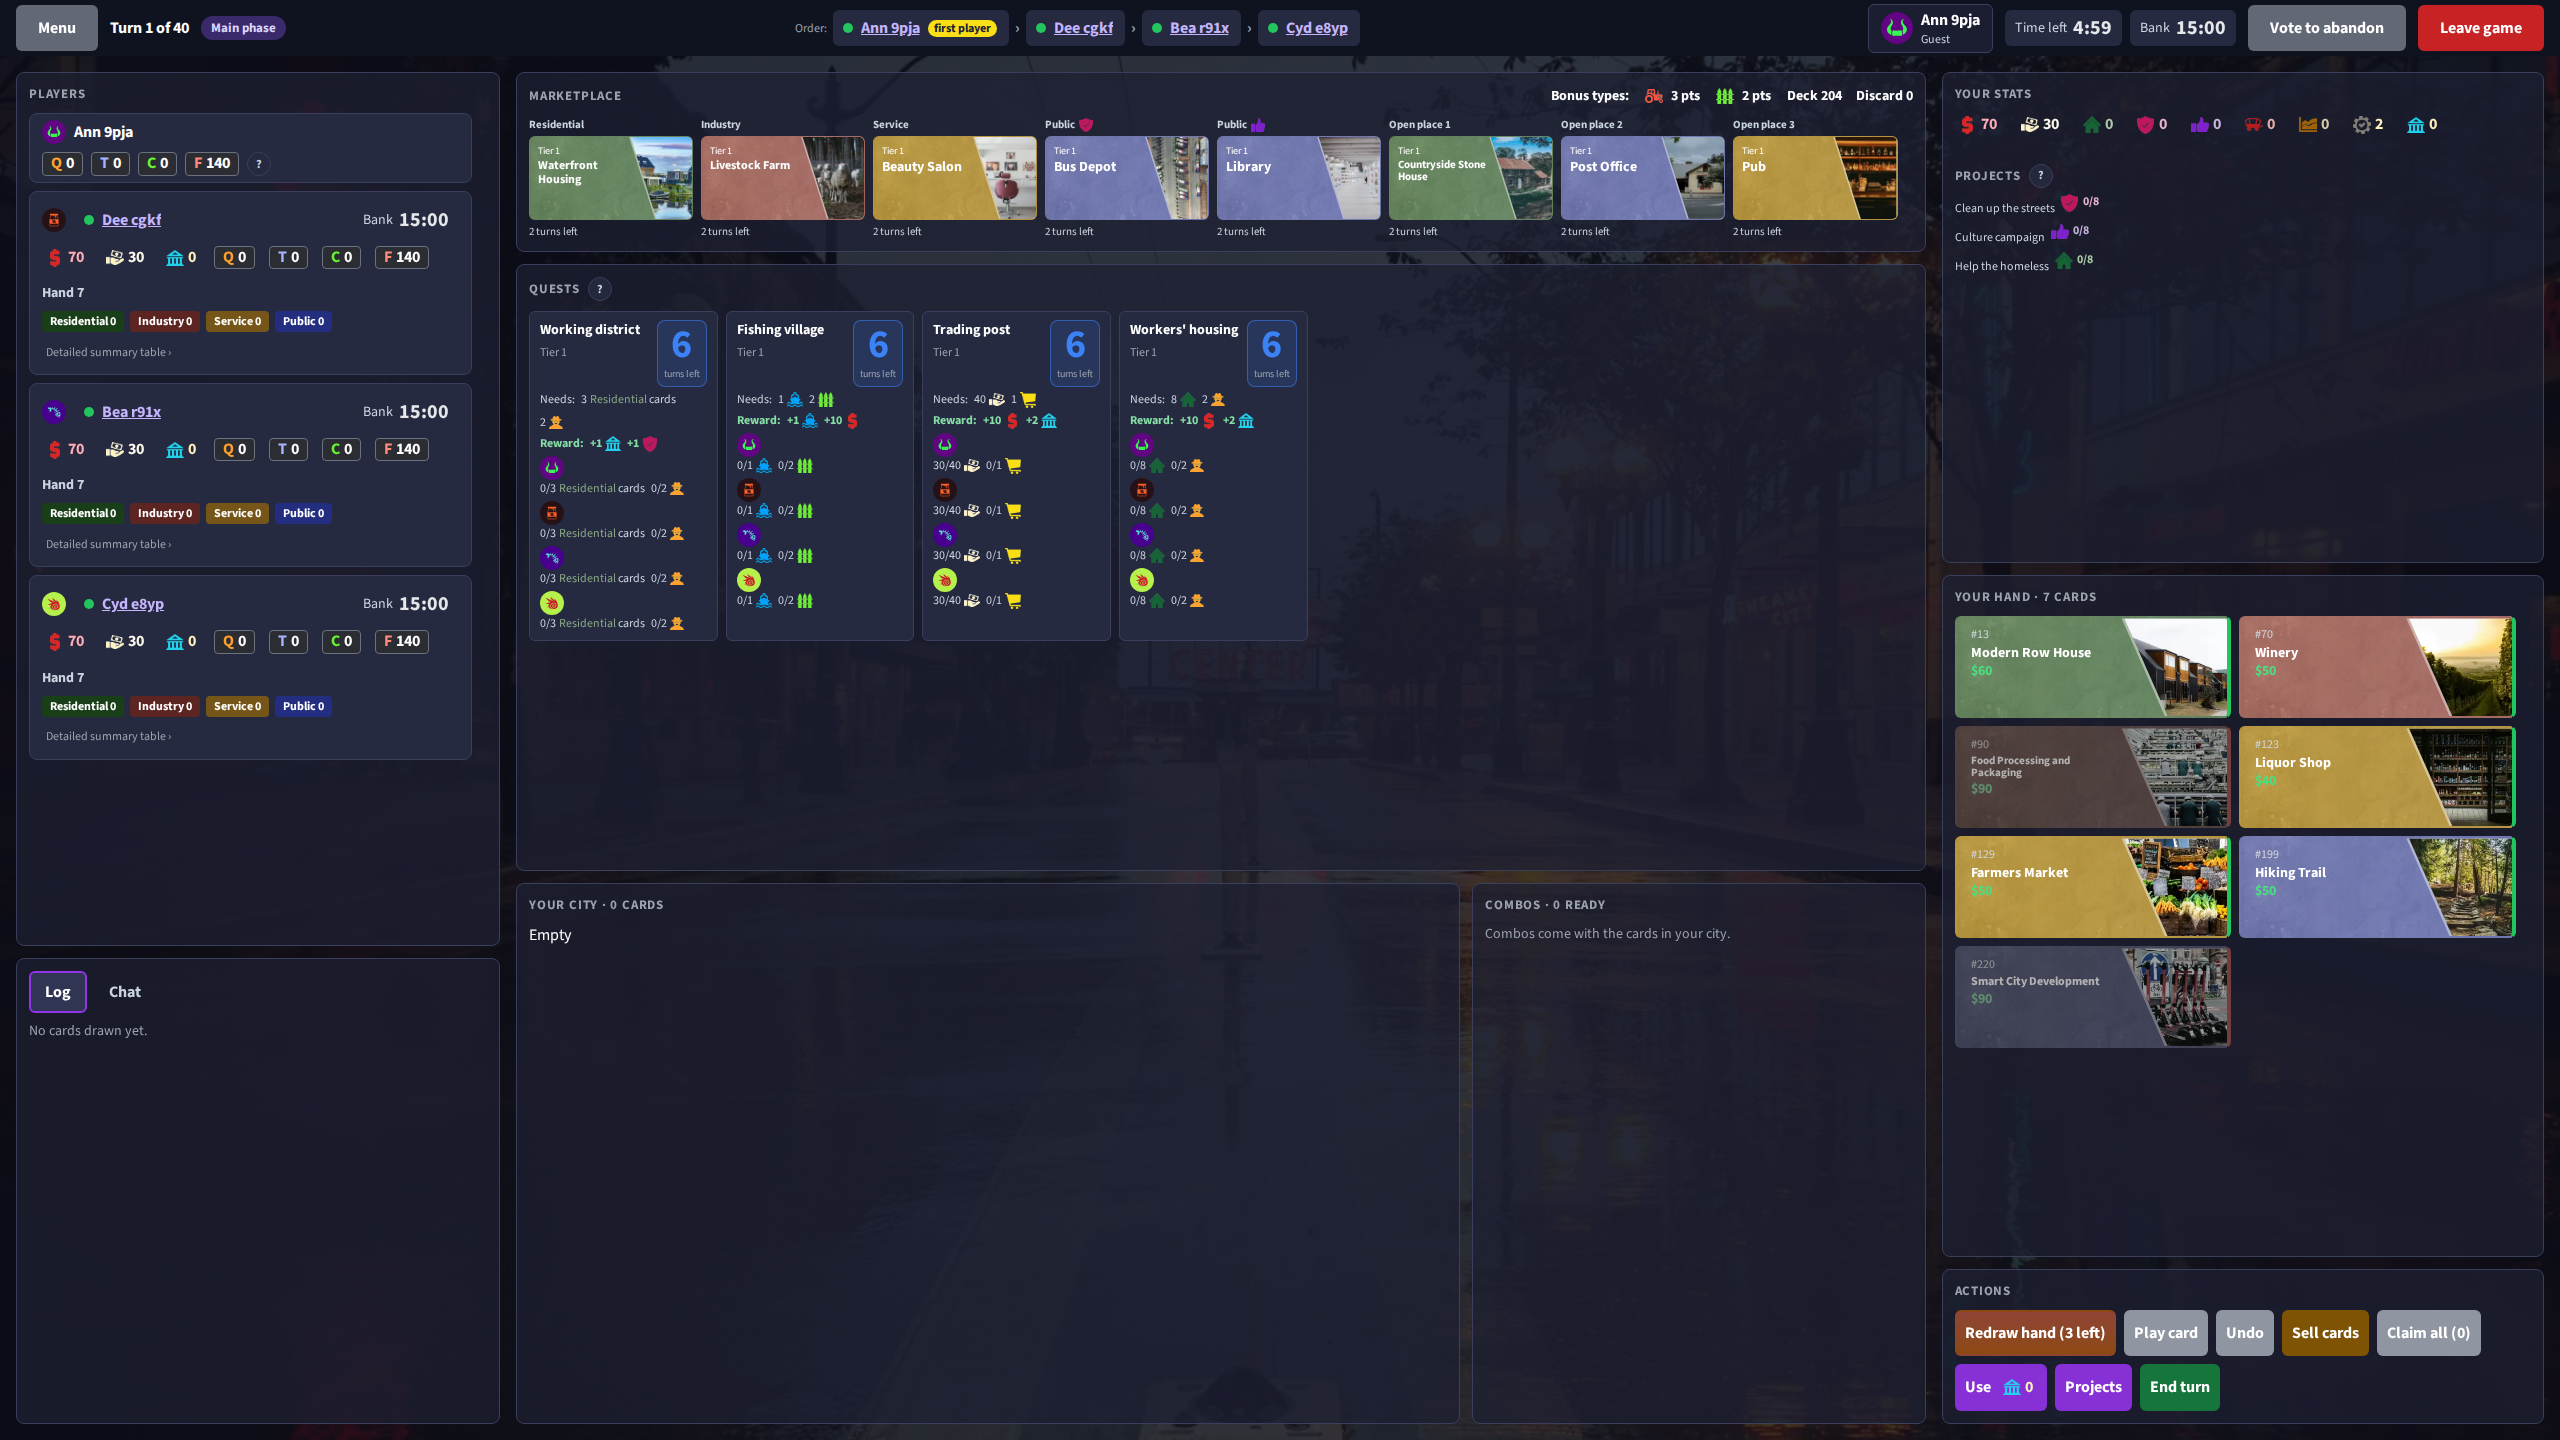 Menu Turn 1 of 40 Main phase Order: Ann 9pja first player › Dee cgkf › Bea r91x › Cyd e8yp Ann 9pja Guest Time left 4:59 Bank 15:00 Vote to abandon Leave game
PLAYERS
Ann 9pja
Q 0 T 0 C 0 F 140 ?
Dee cgkf Bank 15:00
70 30 0 Q 0 T 0 C 0 F 140
Hand 7
Residential 0 Industry 0 Service 0 Public 0
Detailed summary table ›
Bea r91x Bank 15:00
70 30 0 Q 0 T 0 C 0 F 140
Hand 7
Residential 0 Industry 0 Service 0 Public 0
Detailed summary table ›
Cyd e8yp Bank 15:00
70 30 0 Q 0 T 0 C 0 F 140
Hand 7
Residential 0 Industry 0 Service 0 Public 0
Detailed summary table ›
Log Chat
No cards drawn yet.
MARKETPLACE Bonus types: 3 pts 2 pts Deck 204 Discard 0
Residential Industry Service Public Public Open place 1 Open place 2 Open place 3
Tier 1 Waterfront Housing
Tier 1 Livestock Farm
Tier 1 Beauty Salon
Tier 1 Bus Depot
Tier 1 Library
Tier 1 Countryside Stone House
Tier 1 Post Office
Tier 1 Pub
2 turns left 2 turns left 2 turns left 2 turns left 2 turns left 2 turns left 2 turns left 2 turns left
QUESTS ?
Working district 6
Tier 1 turns left
Needs: 3 Residential cards
2
Reward: +1 +1
0/3 Residential cards 0/2
0/3 Residential cards 0/2
0/3 Residential cards 0/2
0/3 Residential cards 0/2
Fishing village 6
Tier 1 turns left
Needs: 1 2
Reward: +1 +10
0/1 0/2
0/1 0/2
0/1 0/2
0/1 0/2
Trading post 6
Tier 1 turns left
Needs: 40 1
Reward: +10 +2
30/40 0/1
30/40 0/1
30/40 0/1
30/40 0/1
Workers' housing 6
Tier 1 turns left
Needs: 8 2
Reward: +10 +2
0/8 0/2
0/8 0/2
0/8 0/2
0/8 0/2
YOUR CITY · 0 CARDS
Empty
COMBOS · 0 READY
Combos come with the cards in your city.
YOUR STATS
70 30 0 0 0 0 0 2 0
PROJECTS ?
Clean up the streets 0/8
Culture campaign 0/8
Help the homeless 0/8
YOUR HAND · 7 CARDS
#13
Modern Row House
$60
#70
Winery
$50
#90
Food Processing and
Packaging
$90
#123
Liquor Shop
$40
#129
Farmers Market
$50
#199
Hiking Trail
$50
#220
Smart City Development
$90
ACTIONS
Redraw hand (3 left) Play card Undo Sell cards Claim all (0)
Use 0 Projects End turn